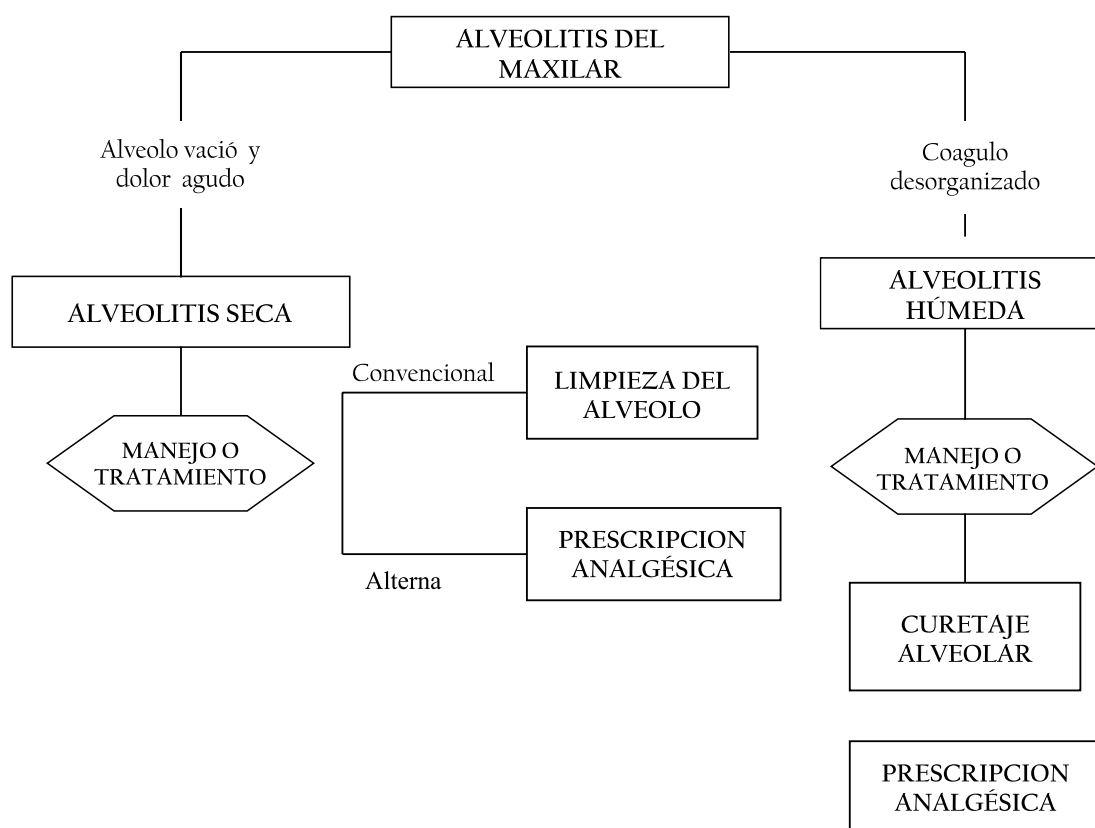 ALVEOLITIS DEL
MAXILAR
Alveolo vació y
dolor agudo
Coagulo
desorganizado
ALVEOLITIS SECA
ALVEOLITIS
HÚMEDA
Convencional
LIMPIEZA DEL
ALVEOLO
MANEJO O
TRATAMIENTO
MANEJO O
TRATAMIENTO
PRESCRIPCION
ANALGÉSICA
Alterna
CURETAJE
ALVEOLAR
PRESCRIPCION
ANALGÉSICA